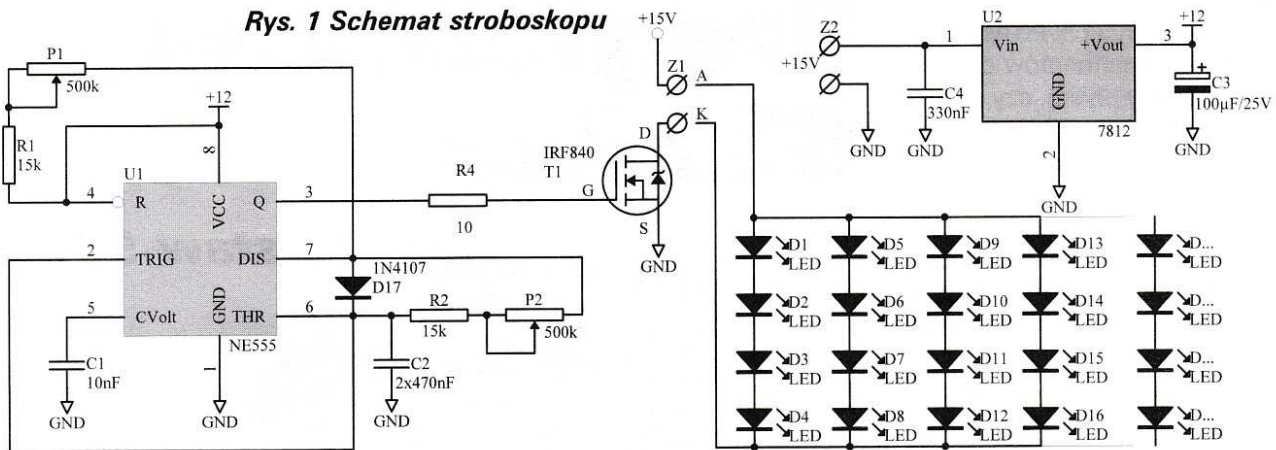 Rys. 1 Schemat stroboskopu
P1
500k
R1
15k
+12
8
U1
4
R
VCC
Q
3
2
TRIG
DIS
7
5
CVolt
GND
THR
6
NE555
1
C1
10nF
GND
GND
1N4107
D17
R2
15k
P2
500k
C2
2x470nF
GND
R4
10
IRF840
T1
G
D
S
GND
+15V
Z1
A
K
Z2
+15V
GND
C4
330nF
GND
U2
1
Vin
+Vout
3
GND
7812
2
GND
+12
+
C3
100µF/25V
GND
D1
LED
D5
LED
D9
LED
D13
LED
D...
LED
D2
LED
D6
LED
D10
LED
D14
LED
D...
LED
D3
LED
D7
LED
D11
LED
D15
LED
D...
LED
D4
LED
D8
LED
D12
LED
D16
LED
D...
LED